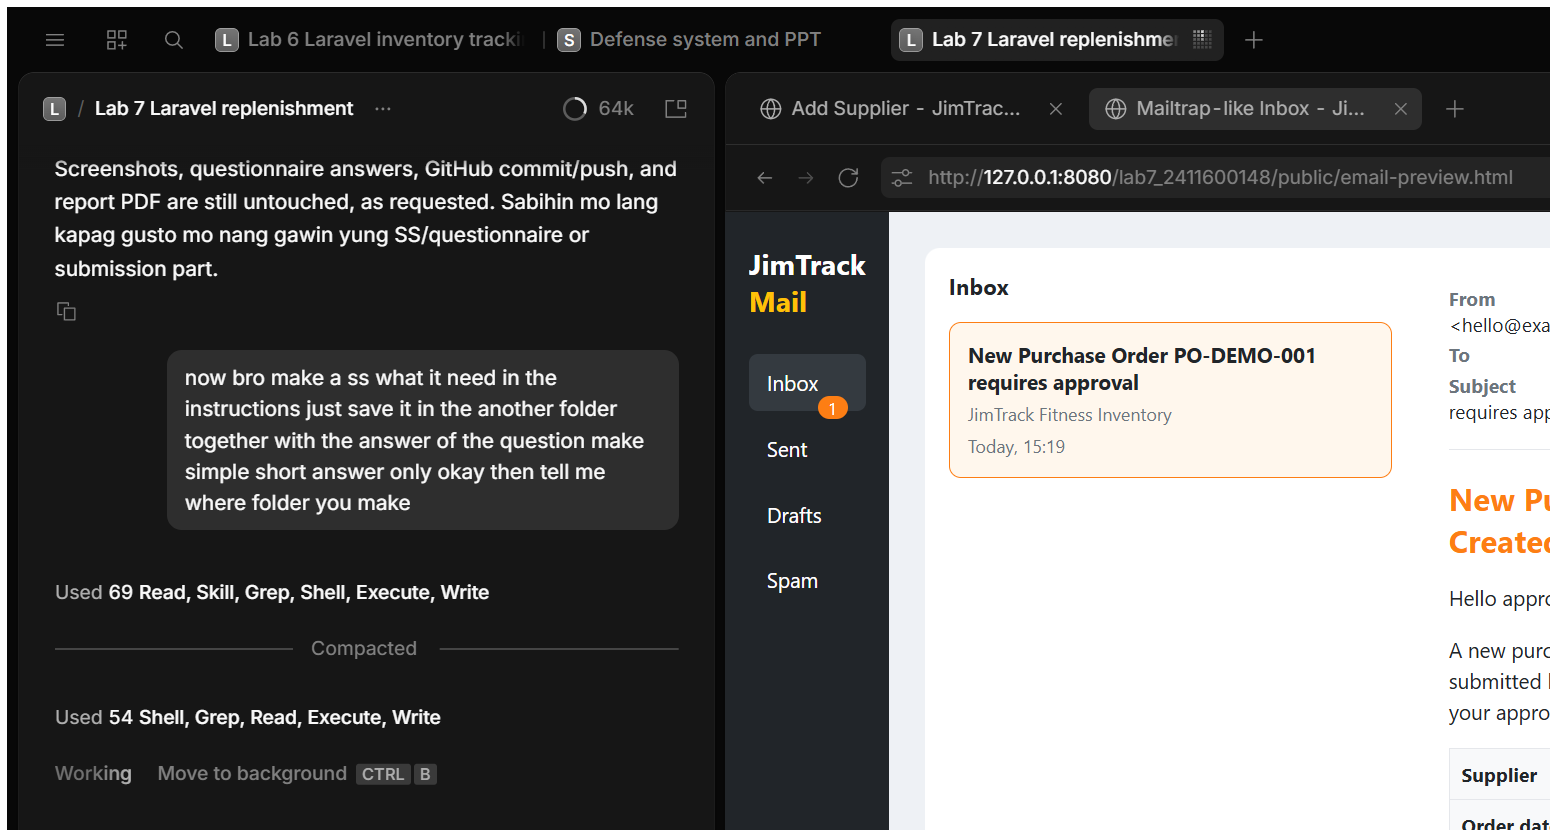 L Lab 6 Laravel inventory tracki
S Defense system and PPT
L Lab 7 Laravel replenishme
L / Lab 7 Laravel replenishment ...
64k
Screenshots, questionnaire answers, GitHub commit/push, and
report PDF are still untouched, as requested. Sabihin mo lang
kapag gusto mo nang gawin yung SS/questionnaire or
submission part.
now bro make a ss what it need in the
instructions just save it in the another folder
together with the answer of the question make
simple short answer only okay then tell me
where folder you make
Used 69 Read, Skill, Grep, Shell, Execute, Write
Compacted
Used 54 Shell, Grep, Read, Execute, Write
Working Move to background CTRL B
Add Supplier - JimTrac...
Mailtrap-like Inbox - Ji...
http://127.0.0.1:8080/lab7_2411600148/public/email-preview.html
JimTrack
Mail
Inbox
1
Sent
Drafts
Spam
Inbox
New Purchase Order PO-DEMO-001
requires approval
JimTrack Fitness Inventory
Today, 15:19
From
<hello@exa
To
Subject
requires app
New Pu
Created
Hello appro
A new purc
submitted
your appro
Supplier
Order dat